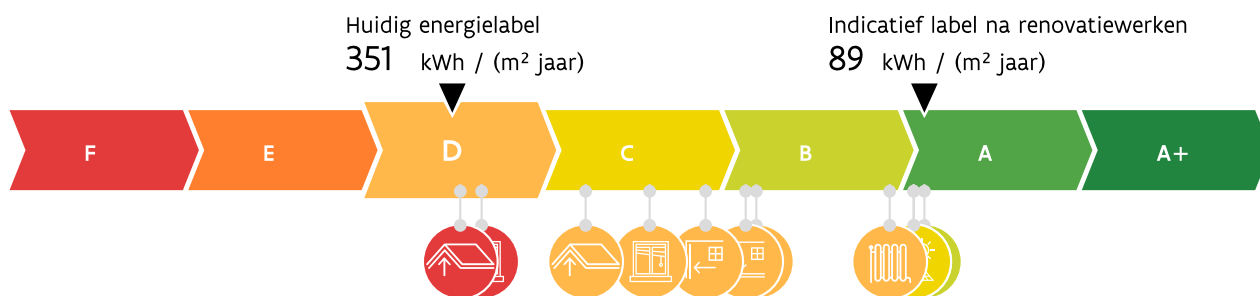 Huidig energielabel
351 kWh / (m² jaar)
Indicatief label na renovatiewerken
89 kWh / (m² jaar)
F E D C B A A+